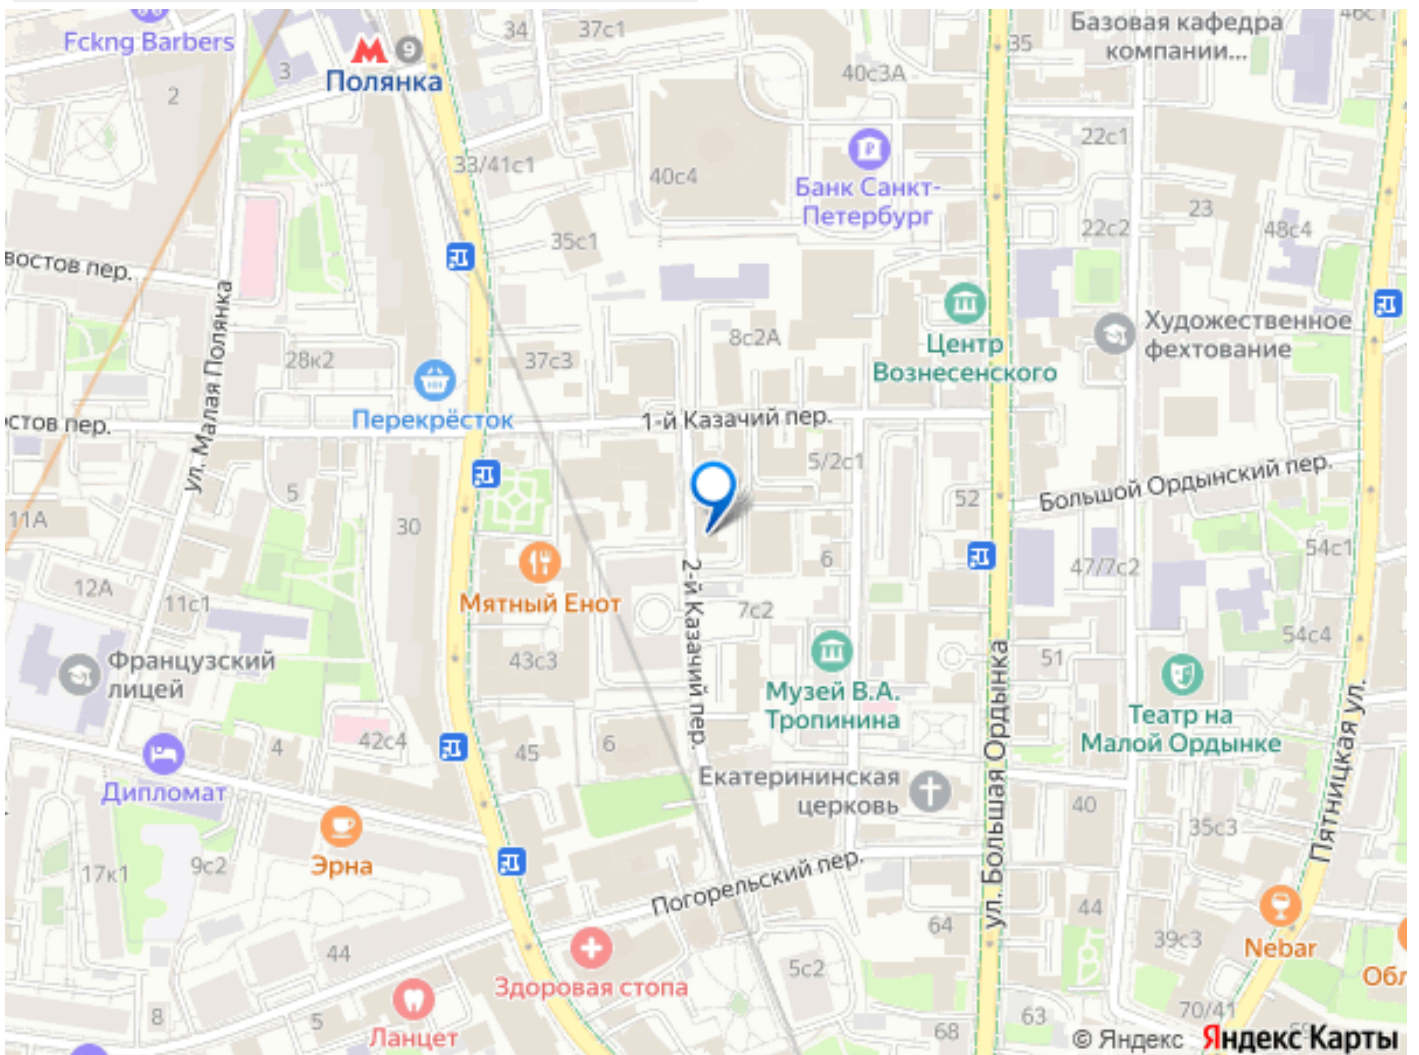 Fckng Barbers
9
Полянка
3
2
34
37с1
40с3А
35
Базовая кафедра
компании...
46с1
33/41с1
40с4
Банк Санкт-
Петербург
22с1
23
22с2
48с4
35с1
востов пер.
ул. Малая Полянка
28к2
37с3
8с2А
Центр
Вознесенского
Художественное
фехтование
Перекрёсток
стов пер.
1-й Казачий пер.
5/2с1
52
Большой Ордынский пер.
5
11А
30
6
54с1
47/7с2
12А
11с1
Мятный Енот
2-й Казачий пер.
7с2
54с4
43с3
51
Французский
лицей
Музей В.А.
Тропинина
ул. Большая Ордынка
Театр на
Малой Ордынке
Пятницкая ул.
4
42с4
45
6
Дипломат
Екатерининская
церковь
40
35с3
Эрна
9с2
17к1
Погорельский пер.
44
64
44
39с3
Nebar
Обл
Здоровая стопа
5с2
8
5
Ланцет
68
63
70/41
© Яндекс Яндекс Карты